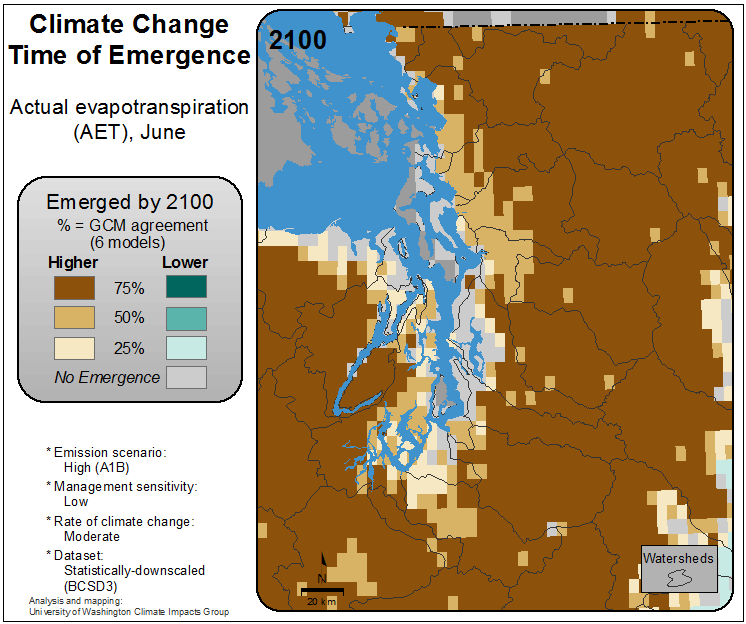 Climate Change
Time of Emergence
Actual evapotranspiration
(AET), June
Emerged by 2100
% = GCM agreement
(6 models)
Higher Lower
75%
50%
25%
No Emergence
* Emission scenario:
High (A1B)
* Management sensitivity:
Low
* Rate of climate change:
Moderate
* Dataset:
Statistically-downscaled
(BCSD3)
Analysis and mapping:
University of Washington Climate Impacts Group
2100
N
20 km
Watersheds